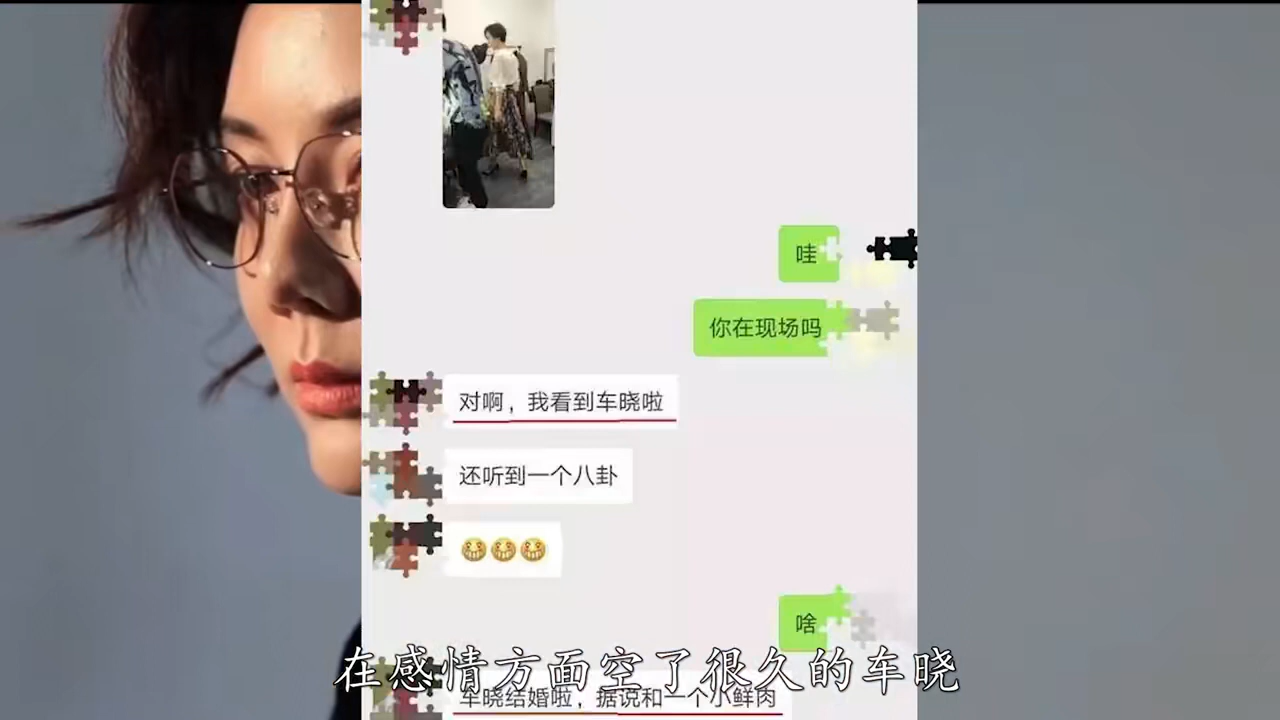 哇
你在现场吗
对啊，我看到车晓啦
还听到一个八卦
啥
在感情方面空了很久的车晓
车晓结婚啦，据说和一个小鲜肉